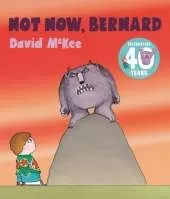 NOT NOW, BERNARD
David McKee
CELEBRATING
40
YEARS